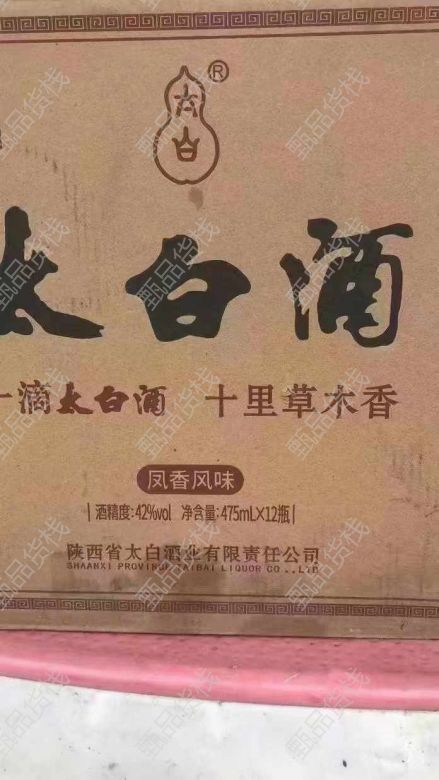 太白®
太白酒
一滴太白酒 十里草木香
凤香风味
酒精度:42%vol 净含量:475mL×12瓶
陕西省太白酒业有限责任公司
SHAANXI PROVINCE TAIBAI LIQUOR CO.,LTD
甄品货栈